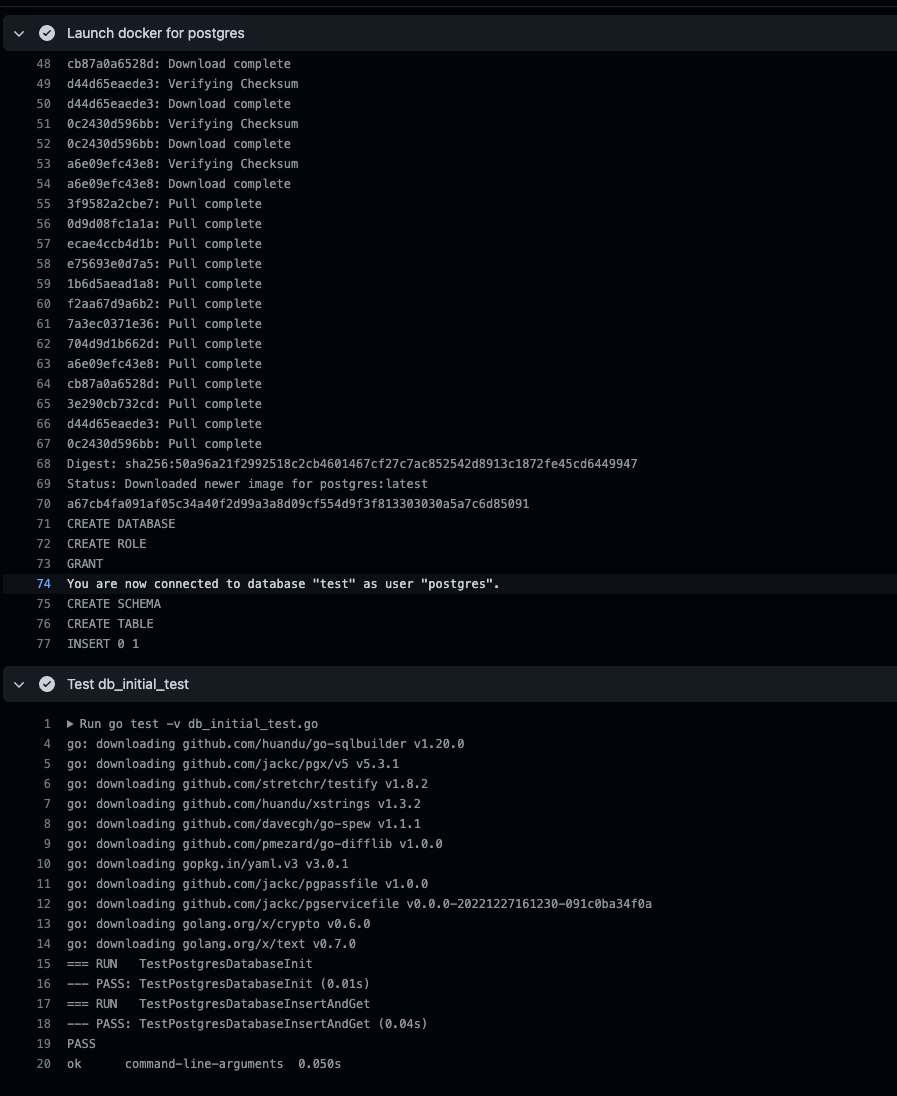 Launch docker for postgres
48 cb87a0a6528d: Download complete
49 d44d65eaede3: Verifying Checksum
50 d44d65eaede3: Download complete
51 0c2430d596bb: Verifying Checksum
52 0c2430d596bb: Download complete
53 a6e09efc43e8: Verifying Checksum
54 a6e09efc43e8: Download complete
55 3f9582a2cbe7: Pull complete
56 0d9d08fc1a1a: Pull complete
57 ecae4ccb4d1b: Pull complete
58 e75693e0d7a5: Pull complete
59 1b6d5aead1a8: Pull complete
60 f2aa67d9a6b2: Pull complete
61 7a3ec0371e36: Pull complete
62 704d9d1b662d: Pull complete
63 a6e09efc43e8: Pull complete
64 cb87a0a6528d: Pull complete
65 3e290cb732cd: Pull complete
66 d44d65eaede3: Pull complete
67 0c2430d596bb: Pull complete
68 Digest: sha256:50a96a21f2992518c2cb4601467cf27c7ac852542d8913c1872fe45cd6449947
69 Status: Downloaded newer image for postgres:latest
70 a67cb4fa091af05c34a40f2d99a3a8d09cf554d9f3f813303030a5a7c6d85091
71 CREATE DATABASE
72 CREATE ROLE
73 GRANT
74 You are now connected to database "test" as user "postgres".
75 CREATE SCHEMA
76 CREATE TABLE
77 INSERT 0 1
Test db_initial_test
1 Run go test -v db_initial_test.go
4 go: downloading github.com/huandu/go-sqlbuilder v1.20.0
5 go: downloading github.com/jackc/pgx/v5 v5.3.1
6 go: downloading github.com/stretchr/testify v1.8.2
7 go: downloading github.com/huandu/xstrings v1.3.2
8 go: downloading github.com/davecgh/go-spew v1.1.1
9 go: downloading github.com/pmezard/go-difflib v1.0.0
10 go: downloading gopkg.in/yaml.v3 v3.0.1
11 go: downloading github.com/jackc/pgpassfile v1.0.0
12 go: downloading github.com/jackc/pgservicefile v0.0.0-20221227161230-091c0ba34f0a
13 go: downloading golang.org/x/crypto v0.6.0
14 go: downloading golang.org/x/text v0.7.0
15 === RUN   TestPostgresDatabaseInit
16 --- PASS: TestPostgresDatabaseInit (0.01s)
17 === RUN   TestPostgresDatabaseInsertAndGet
18 --- PASS: TestPostgresDatabaseInsertAndGet (0.04s)
19 PASS
20 ok      command-line-arguments  0.050s